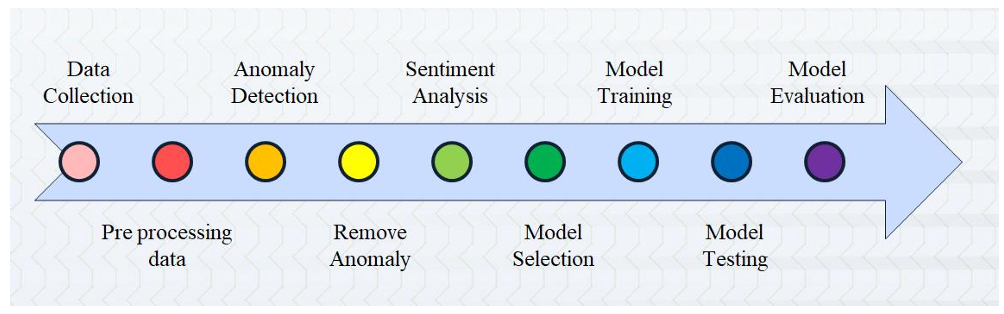 Data
Collection
Pre processing
data
Anomaly
Detection
Remove
Anomaly
Sentiment
Analysis
Model
Selection
Model
Training
Model
Testing
Model
Evaluation